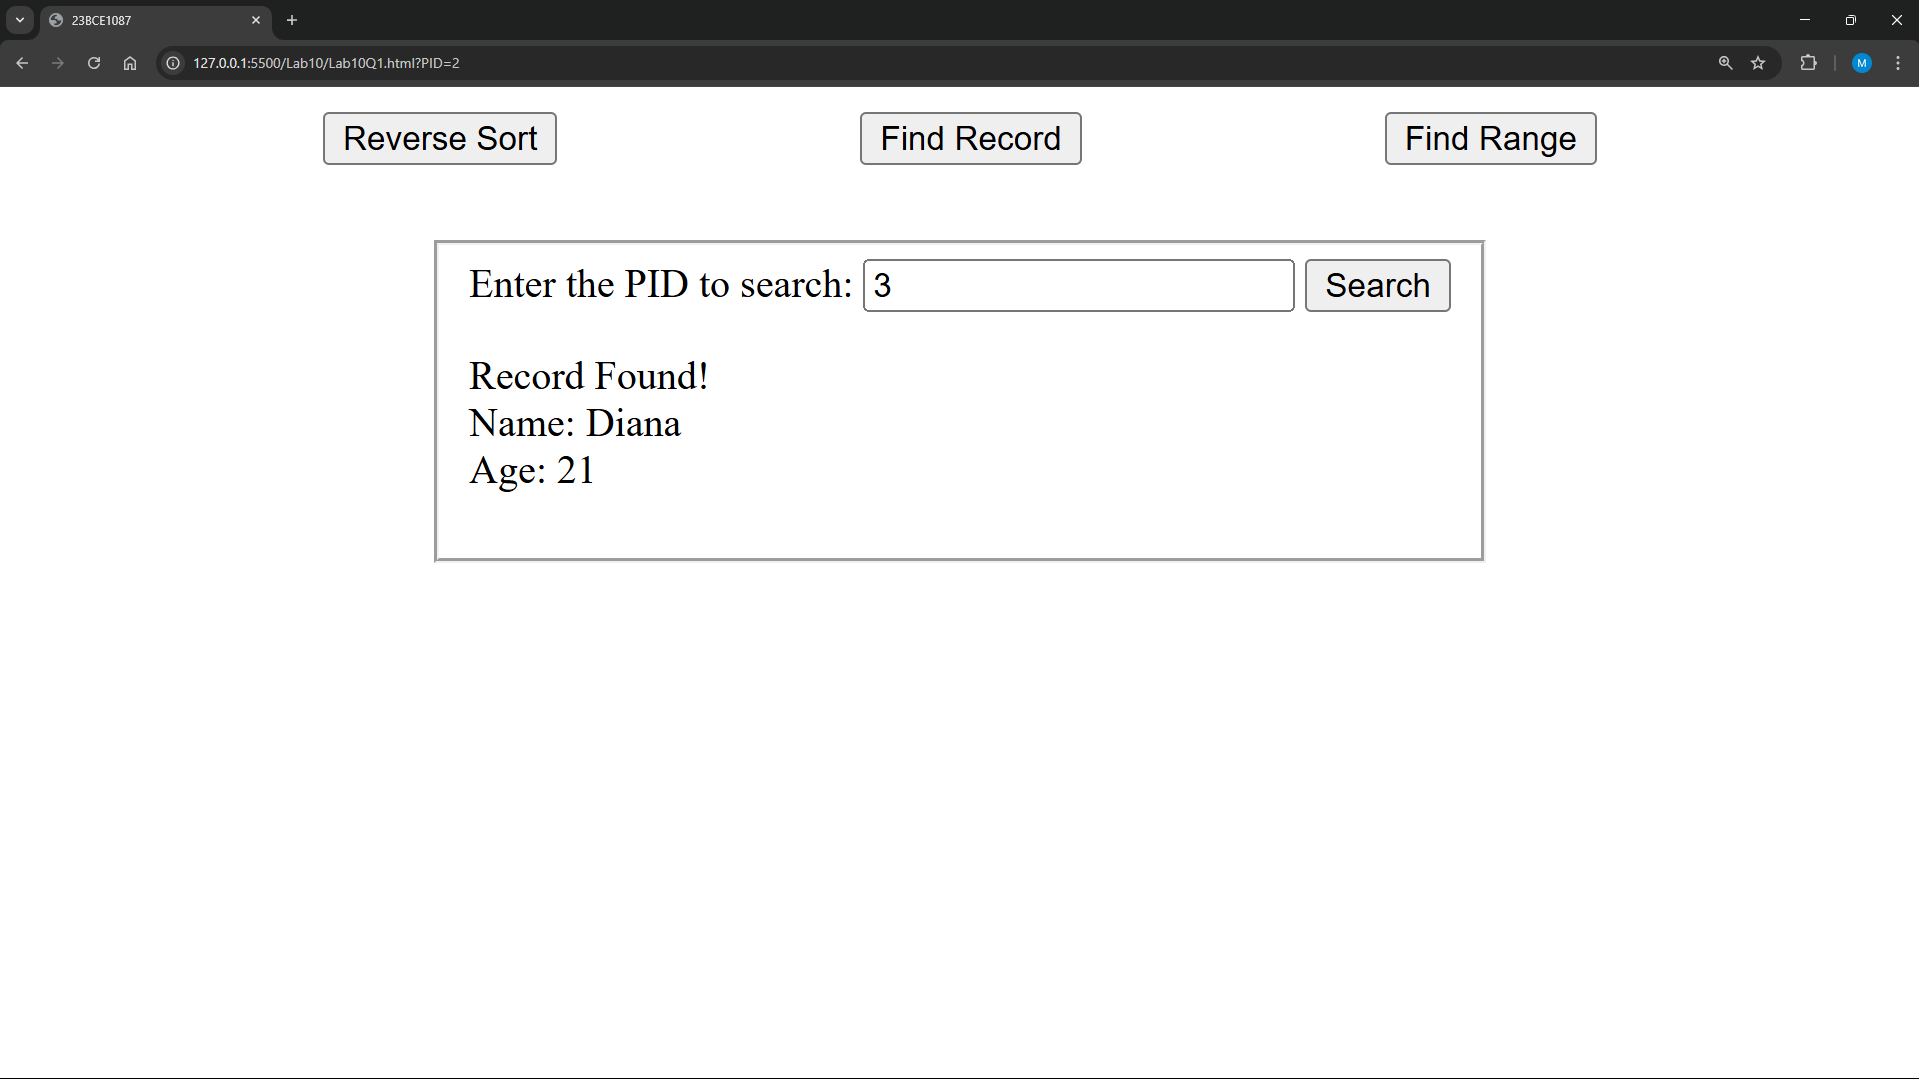 23BCE1087
127.0.0.1:5500/Lab10/Lab10Q1.html?PID=2
M
Reverse Sort
Find Record
Find Range
Enter the PID to search: 3 Search
Record Found!
Name: Diana
Age: 21